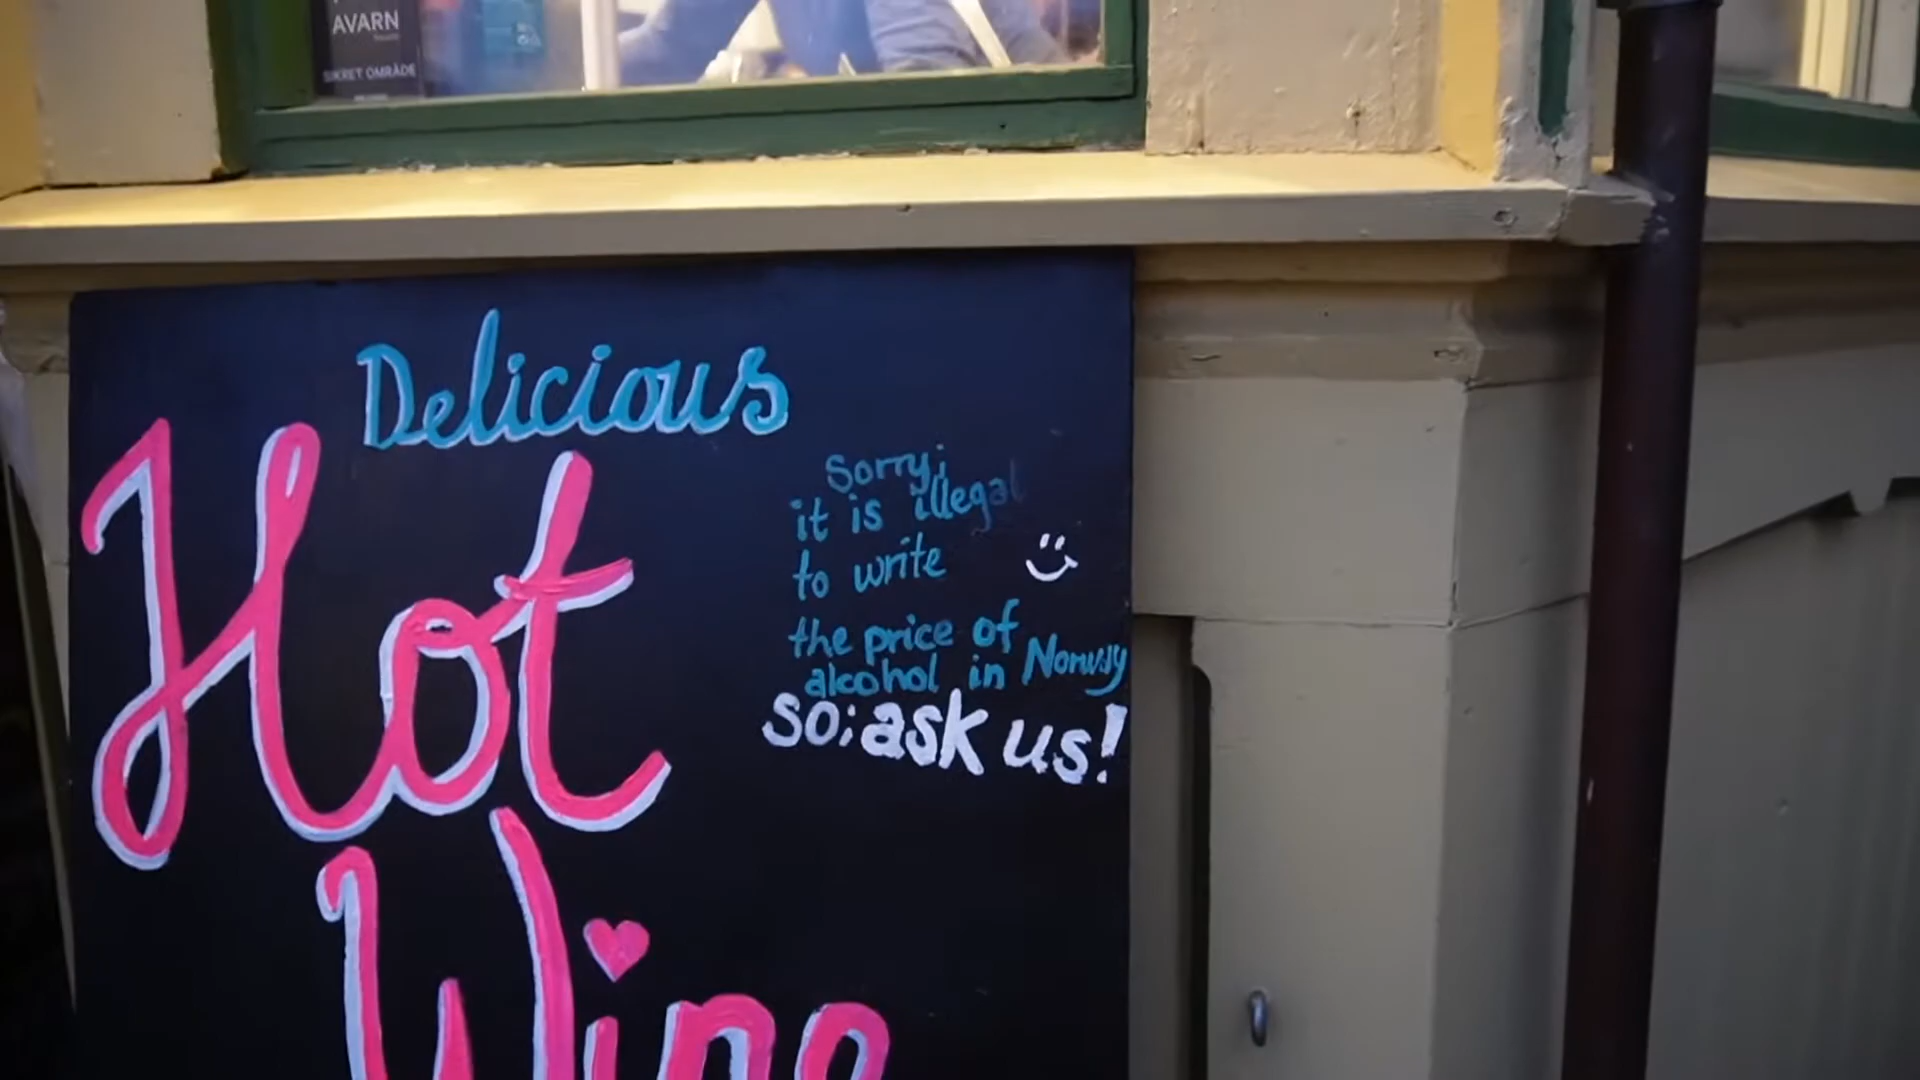 AVARN
SIKRET OMRÅDE
Delicious
Hot
Wine
Sorry;
it is illegal
to write
the price of
alcohol in Norway
so; ask us!